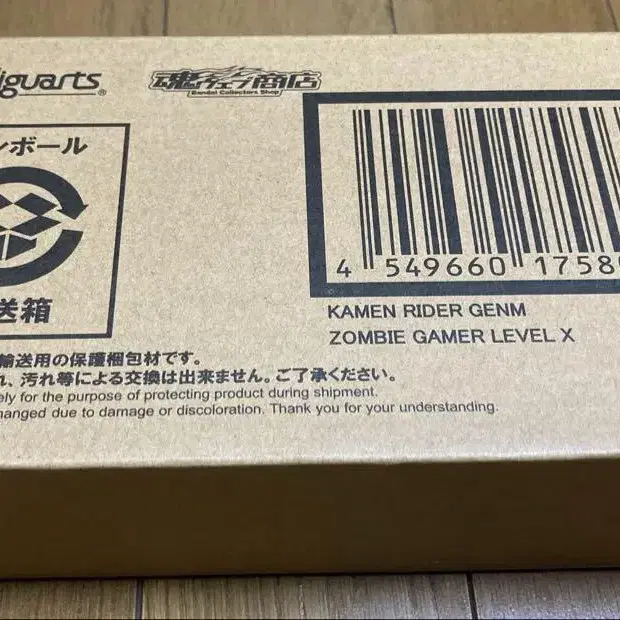 iguarts®
魂ウェブ商店
Bandai Collectors Shop
ンボール
送箱
4 549660 1758
KAMEN RIDER GENM
ZOMBIE GAMER LEVEL X
輸送用の保護梱包材です。
れ、汚れ等による交換は出来ません。ご了承ください。
ely for the purpose of protecting product during shipment.
hanged due to damage or discoloration. Thank you for your understanding.